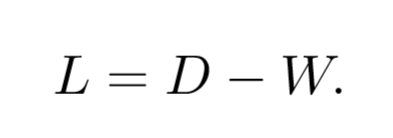 L = D − W.